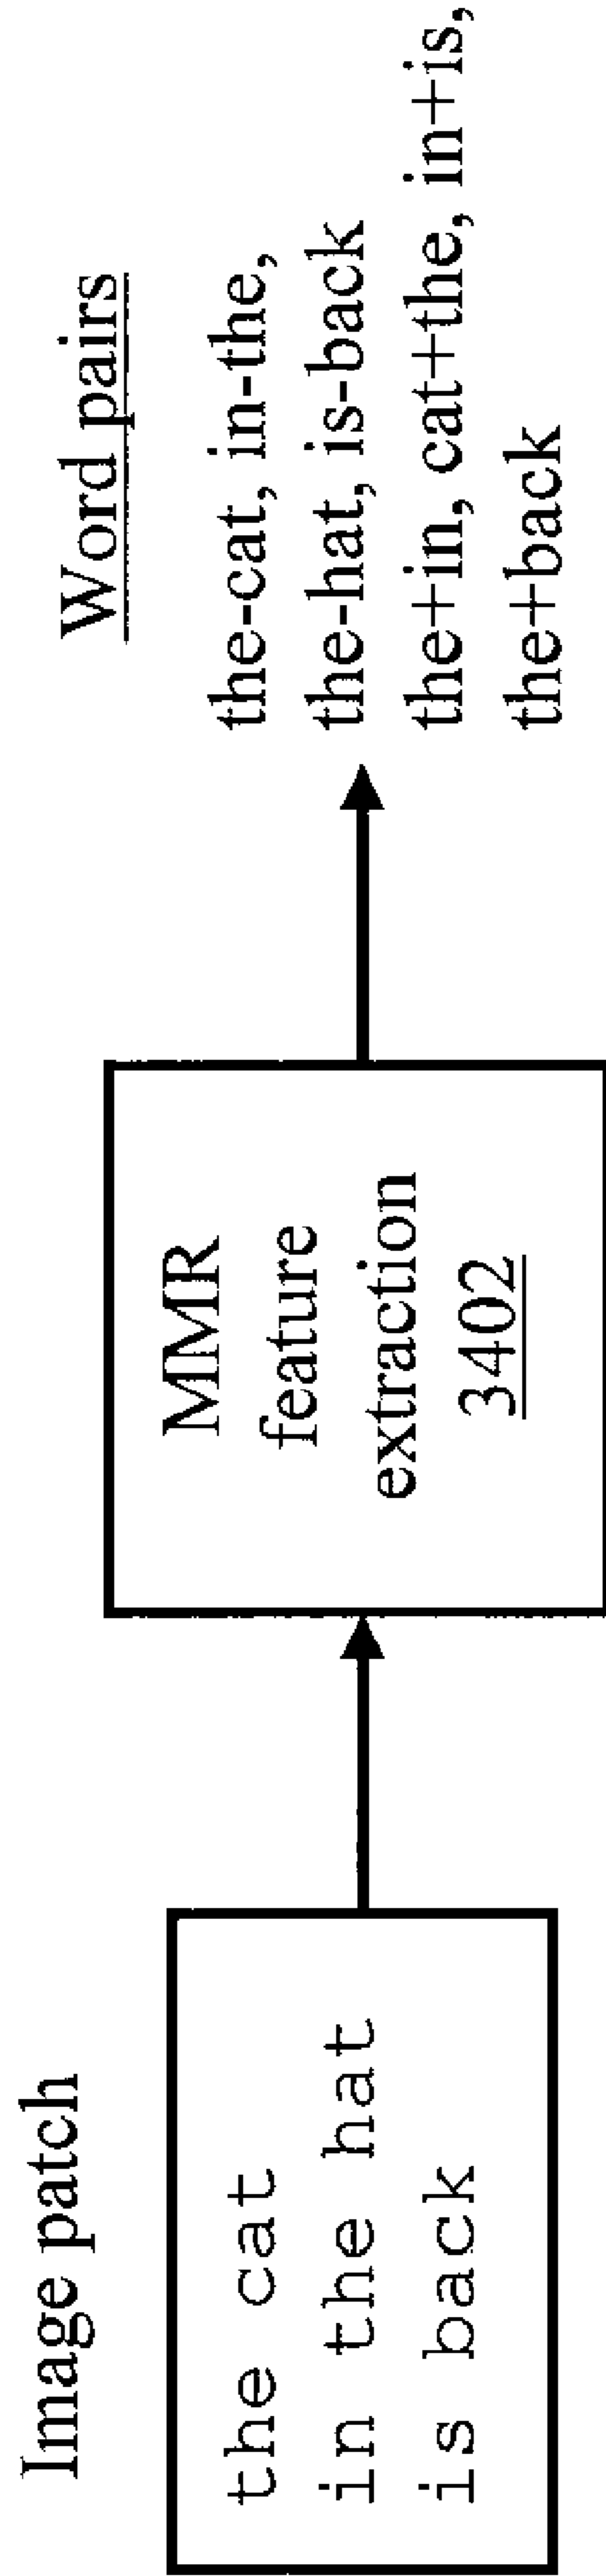 Image patch
the cat
in the hat
is back
MMR
feature
extraction
3402
Word pairs
the-cat, in-the,
the-hat, is-back
the+in, cat+the, in+is,
the+back